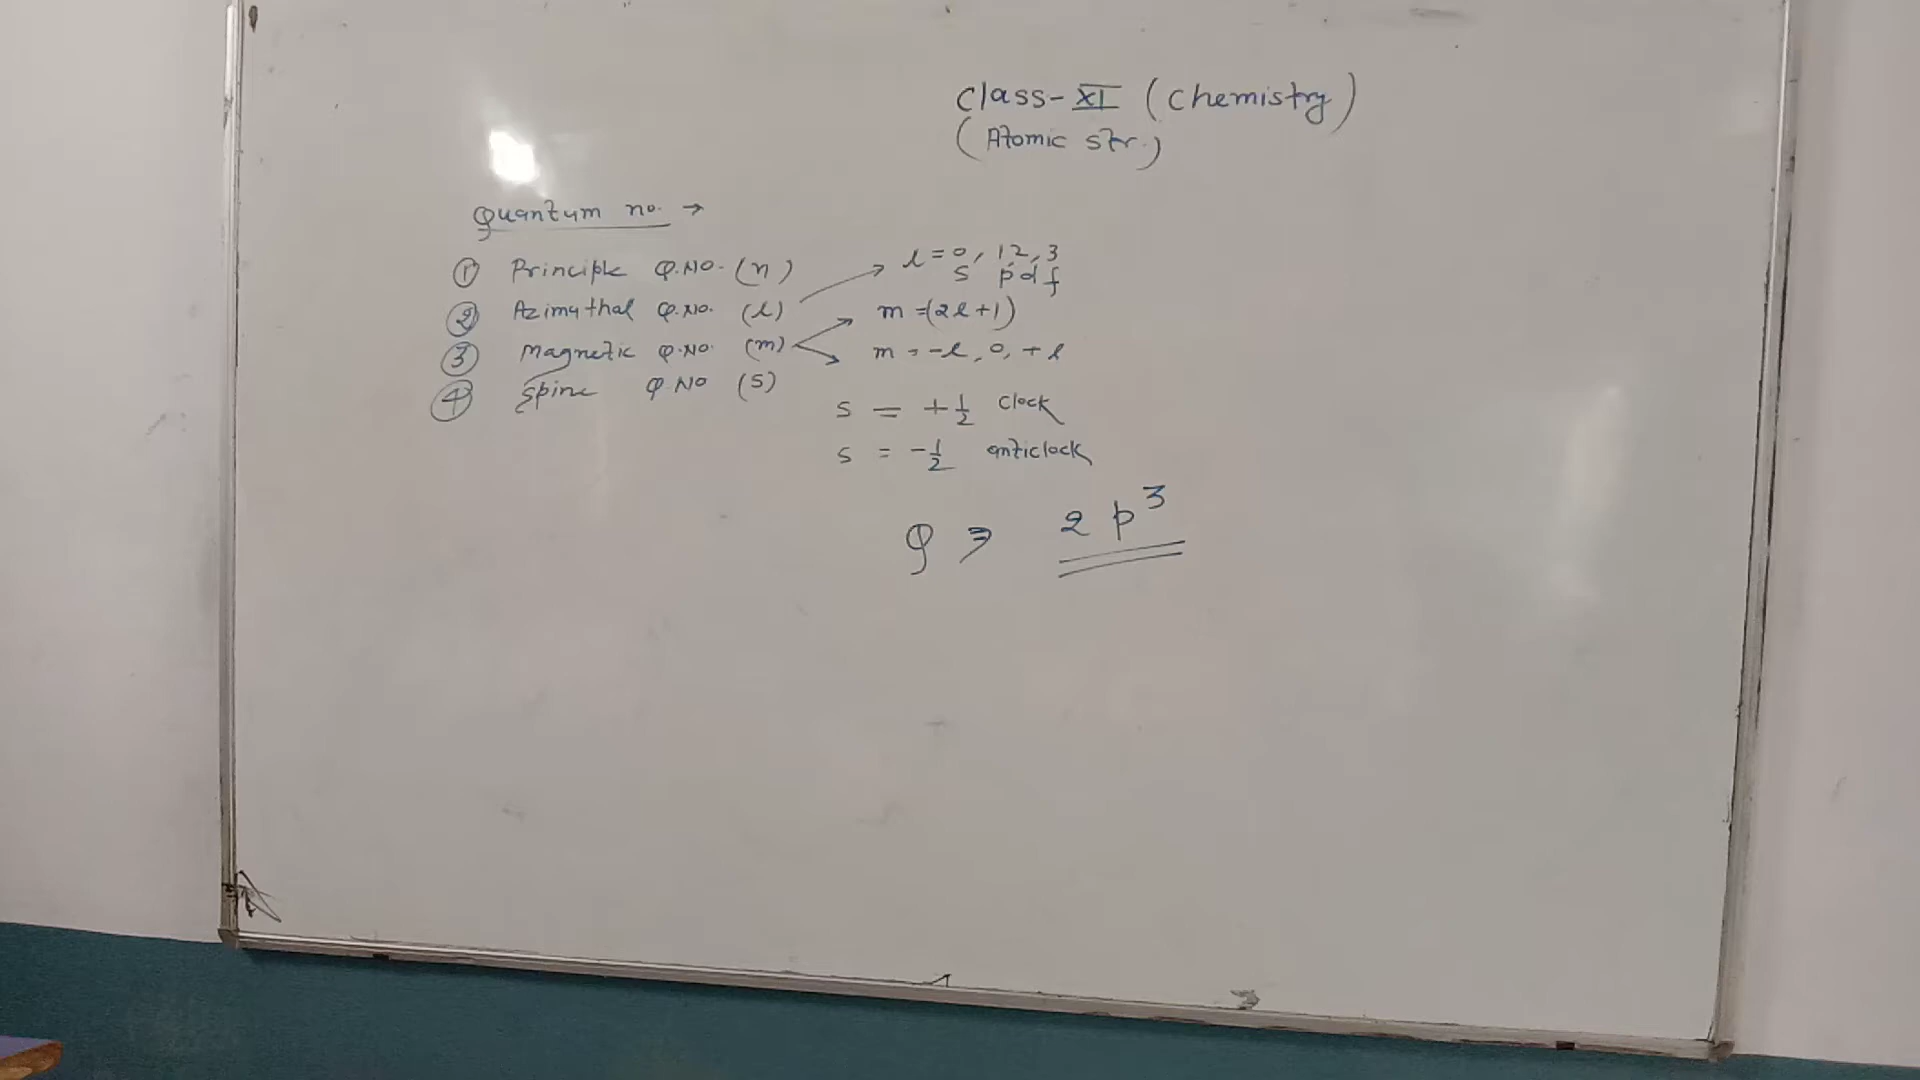 Class-XI (Chemistry)
(Atomic str.)
Quantum no. →
① Principle Q.NO. (n)
② Azimuthal Q.NO. (l) → l = 0, 1 2, 3
s p d f
③ Magnetic Q.NO. (m) → m = (2l+1)
→ m = -l, 0, +l
④ Spine Q.NO (S)
s = +1/2 Clock
s = -1/2 anticlock
Q ⇒ 2p³